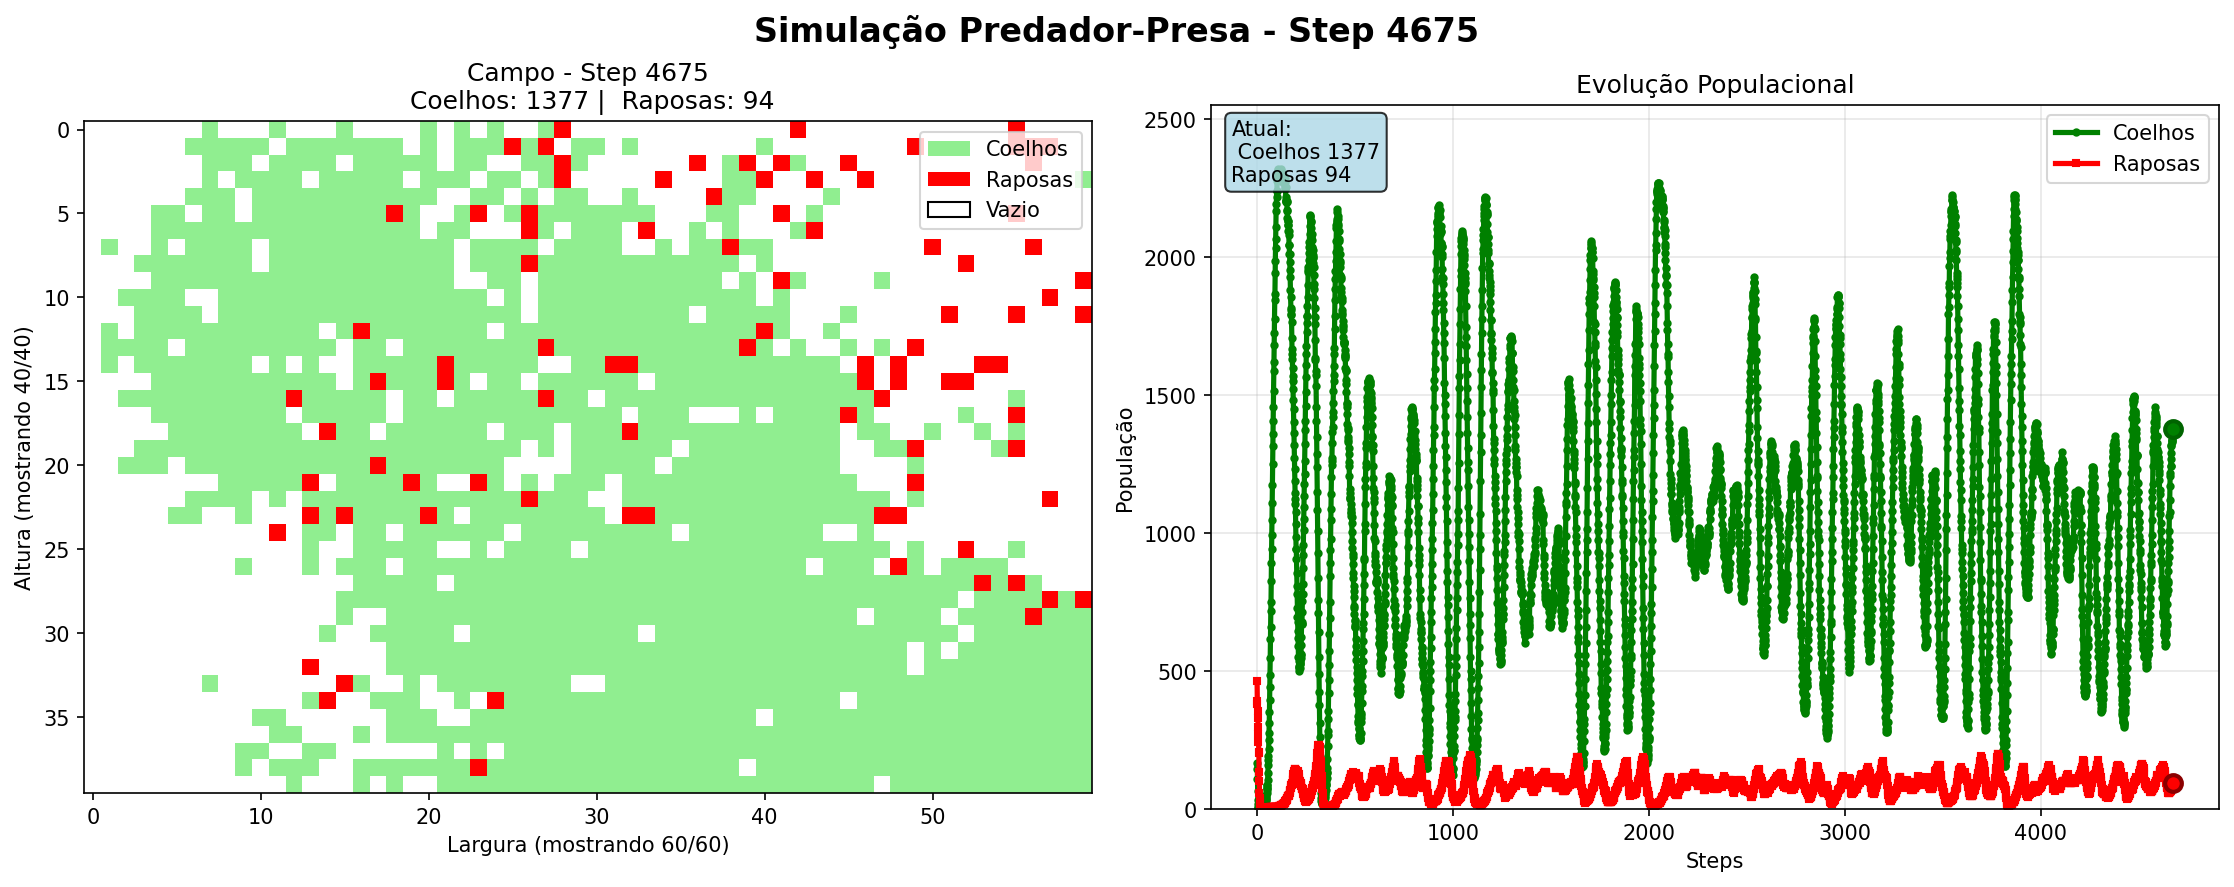 Simulação Predador-Presa - Step 4675
Campo - Step 4675
Coelhos: 1377 |  Raposas: 94
0
5
10
15
20
25
30
35
Altura (mostrando 40/40)
0
10
20
30
40
50
Largura (mostrando 60/60)
Coelhos
Raposas
Vazio
Evolução Populacional
Atual:
Coelhos 1377
Raposas 94
Coelhos
Raposas
2500
2000
1500
1000
500
0
População
0
1000
2000
3000
4000
Steps